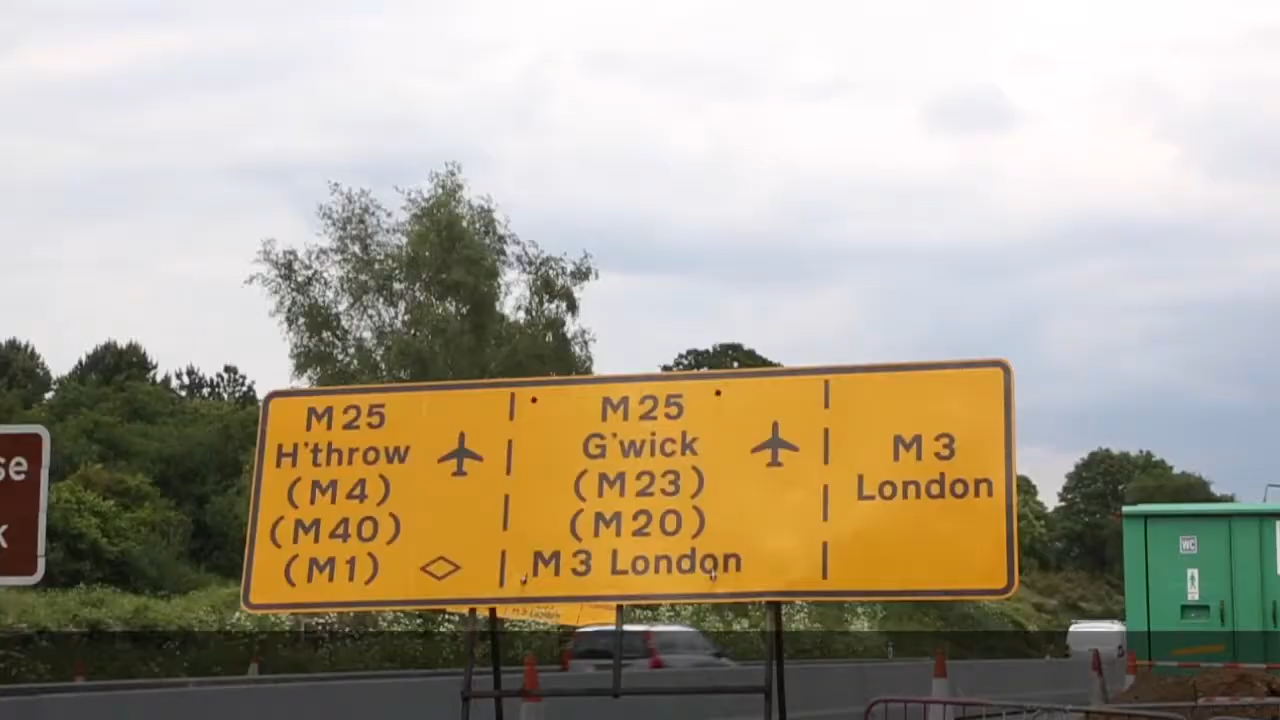 M25
H'throw
(M4)
(M40)
(M1)
M25
G'wick
(M23)
(M20)
M3 London
M3
London
WC